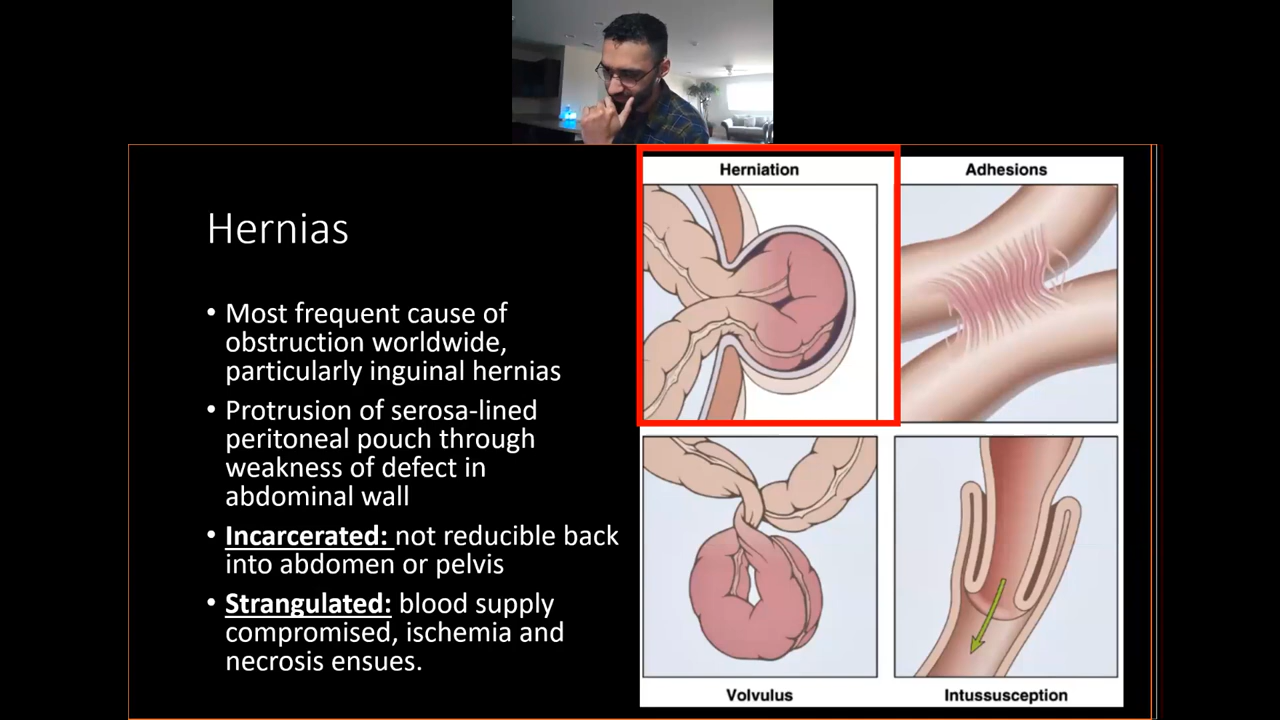 Hernias
• Most frequent cause of
obstruction worldwide,
particularly inguinal hernias
• Protrusion of serosa-lined
peritoneal pouch through
weakness of defect in
abdominal wall
• Incarcerated: not reducible back
into abdomen or pelvis
• Strangulated: blood supply
compromised, ischemia and
necrosis ensues.
Herniation
Adhesions
Volvulus
Intussusception